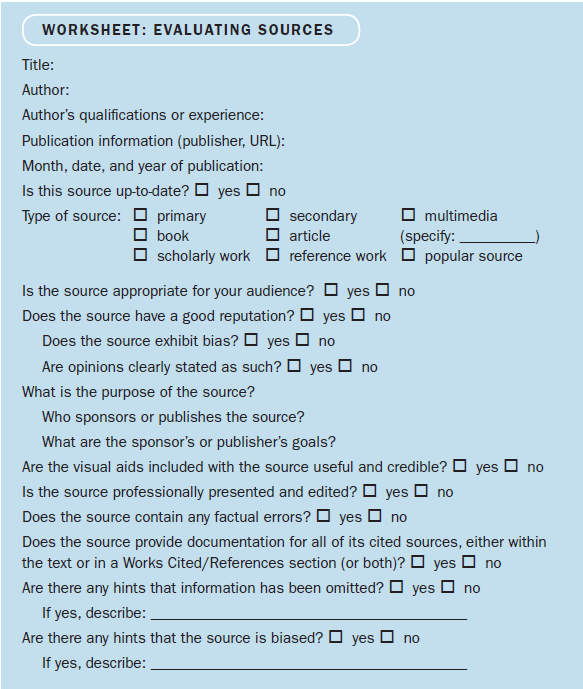 WORKSHEET: EVALUATING SOURCES
Title:
Author:
Author's qualifications or experience:
Publication information (publisher, URL):
Month, date, and year of publication:
Is this source up-to-date? ☐ yes ☐ no
Type of source: ☐ primary ☐ secondary ☐ multimedia
☐ book ☐ article (specify: __________)
☐ scholarly work ☐ reference work ☐ popular source
Is the source appropriate for your audience? ☐ yes ☐ no
Does the source have a good reputation? ☐ yes ☐ no
Does the source exhibit bias? ☐ yes ☐ no
Are opinions clearly stated as such? ☐ yes ☐ no
What is the purpose of the source?
Who sponsors or publishes the source?
What are the sponsor's or publisher's goals?
Are the visual aids included with the source useful and credible? ☐ yes ☐ no
Is the source professionally presented and edited? ☐ yes ☐ no
Does the source contain any factual errors? ☐ yes ☐ no
Does the source provide documentation for all of its cited sources, either within
the text or in a Works Cited/References section (or both)? ☐ yes ☐ no
Are there any hints that information has been omitted? ☐ yes ☐ no
If yes, describe: ________________________________________
Are there any hints that the source is biased? ☐ yes ☐ no
If yes, describe: ________________________________________